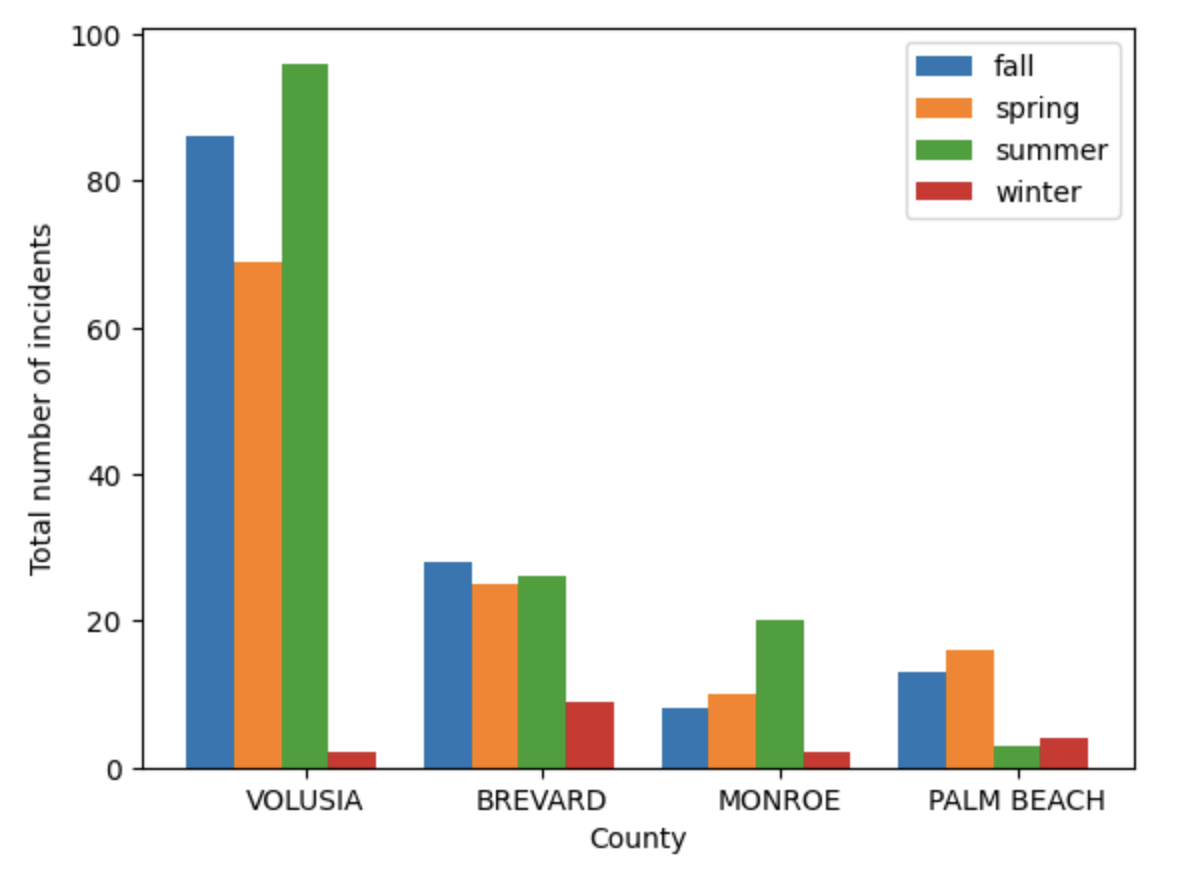 100
80
60
40
20
0
Total number of incidents
fall
spring
summer
winter
VOLUSIA BREVARD MONROE PALM BEACH
County